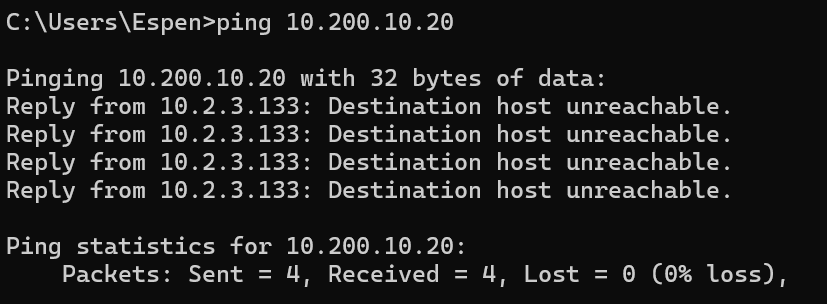 C:\Users\Espen>ping 10.200.10.20
Pinging 10.200.10.20 with 32 bytes of data:
Reply from 10.2.3.133: Destination host unreachable.
Reply from 10.2.3.133: Destination host unreachable.
Reply from 10.2.3.133: Destination host unreachable.
Reply from 10.2.3.133: Destination host unreachable.
Ping statistics for 10.200.10.20:
    Packets: Sent = 4, Received = 4, Lost = 0 (0% loss),